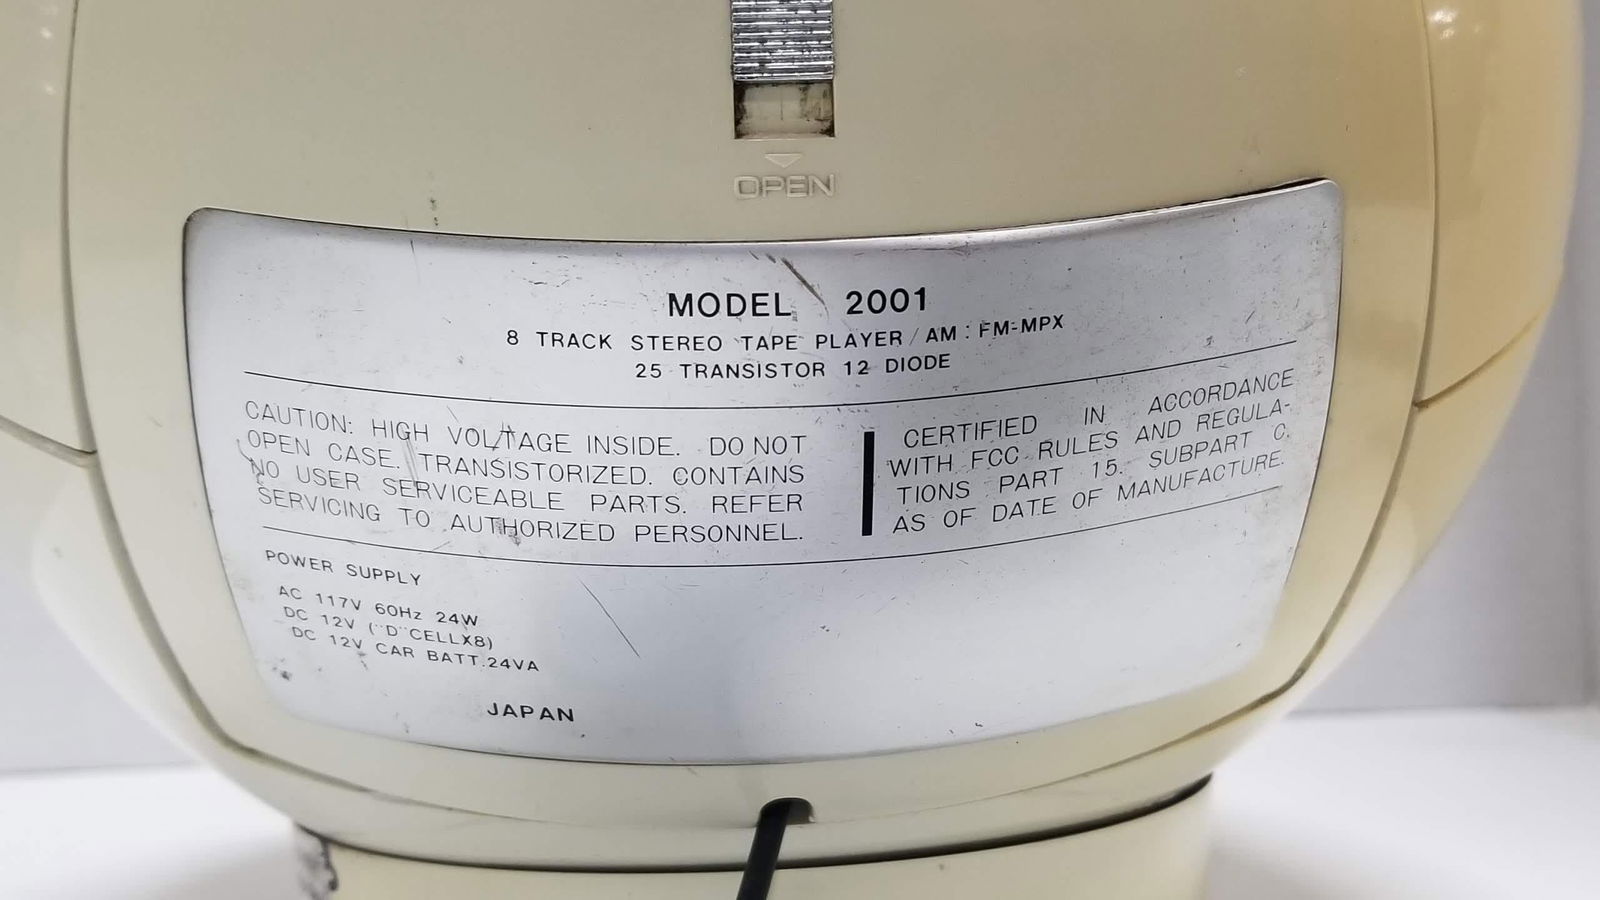 OPEN
MODEL 2001
8 TRACK STEREO TAPE PLAYER / AM : FM-MPX
25 TRANSISTOR 12 DIODE
CAUTION: HIGH VOLTAGE INSIDE. DO NOT
OPEN CASE. TRANSISTORIZED. CONTAINS
NO USER SERVICEABLE PARTS. REFER
SERVICING TO AUTHORIZED PERSONNEL.
CERTIFIED IN ACCORDANCE
WITH FCC RULES AND REGULA-
TIONS PART 15. SUBPART C.
AS OF DATE OF MANUFACTURE.
POWER SUPPLY
AC 117V 60Hz 24W
DC 12V ("D"CELLX8)
DC 12V CAR BATT.24VA
JAPAN